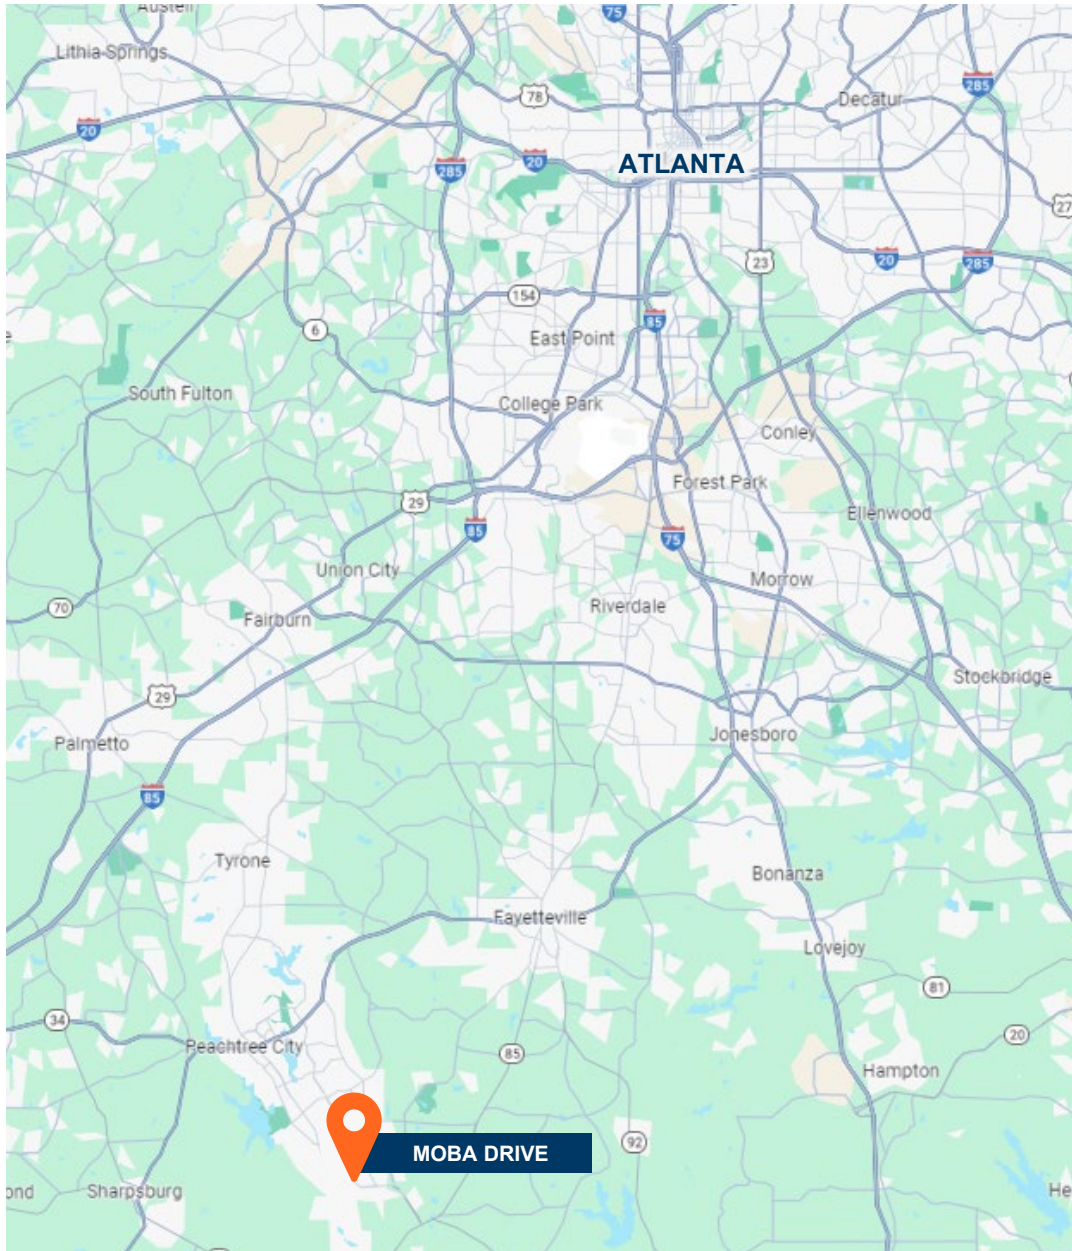 Austell
75
Lithia Springs
285
78
Decatur
20
20
ATLANTA
285
27
23
20
285
154
85
6
East Point
South Fulton
College Park
Conley
Forest Park
29
Ellenwood
85
75
Union City
Morrow
70
Riverdale
Fairburn
Stockbridge
29
Jonesboro
Palmetto
85
Tyrone
Bonanza
Fayetteville
Lovejoy
81
34
20
Peachtree City
85
Hampton
92
MOBA DRIVE
ond
Sharpsburg
He